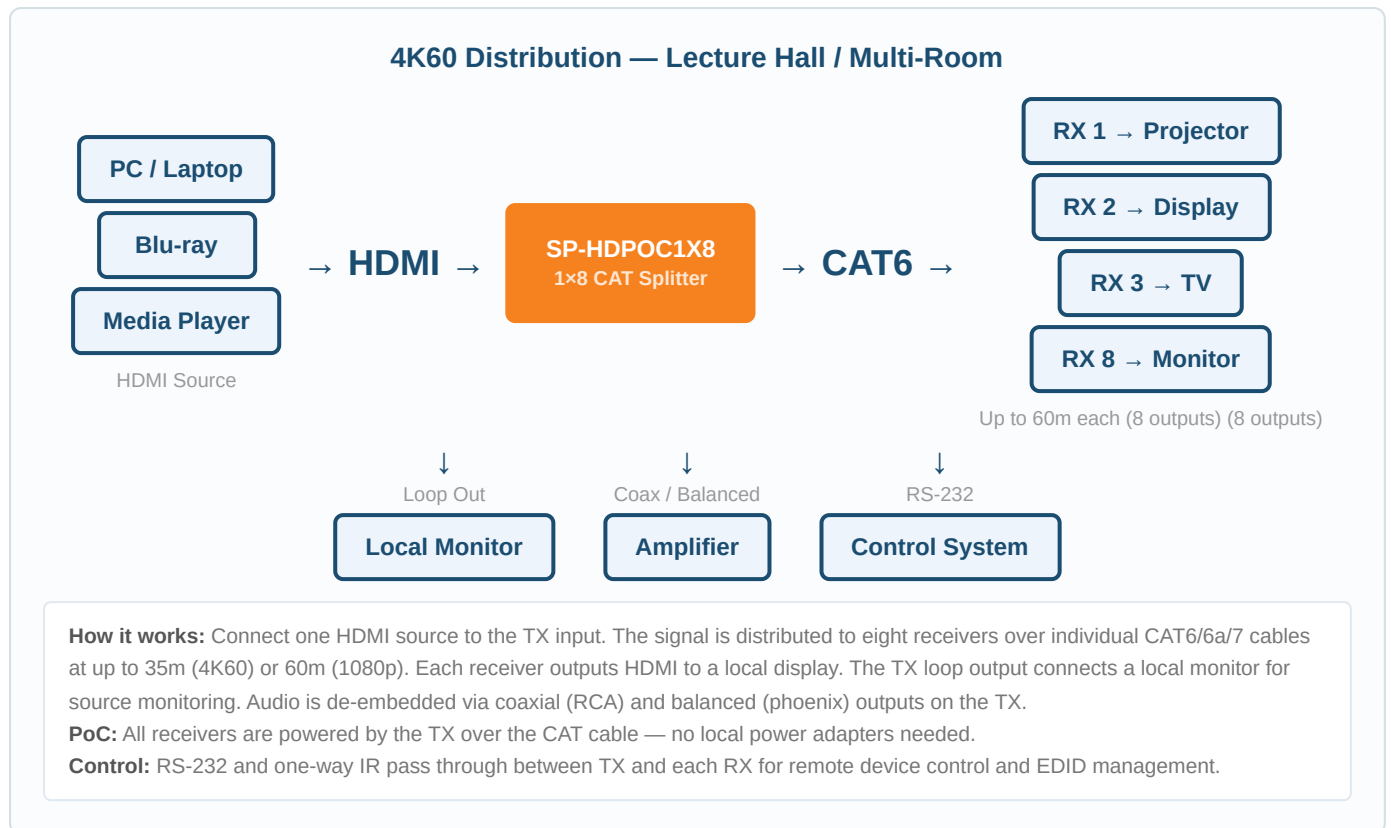 4K60 Distribution — Lecture Hall / Multi-Room
PC / Laptop
Blu-ray
Media Player
HDMI Source
→ HDMI →
SP-HDPOC1X8
1×8 CAT Splitter
→ CAT6 →
RX 1 → Projector
RX 2 → Display
RX 3 → TV
RX 8 → Monitor
Up to 60m each (8 outputs) (8 outputs)
↓
Loop Out
Local Monitor
↓
Coax / Balanced
Amplifier
↓
RS-232
Control System
How it works: Connect one HDMI source to the TX input. The signal is distributed to eight receivers over individual CAT6/6a/7 cables
at up to 35m (4K60) or 60m (1080p). Each receiver outputs HDMI to a local display. The TX loop output connects a local monitor for
source monitoring. Audio is de-embedded via coaxial (RCA) and balanced (phoenix) outputs on the TX.
PoC: All receivers are powered by the TX over the CAT cable — no local power adapters needed.
Control: RS-232 and one-way IR pass through between TX and each RX for remote device control and EDID management.